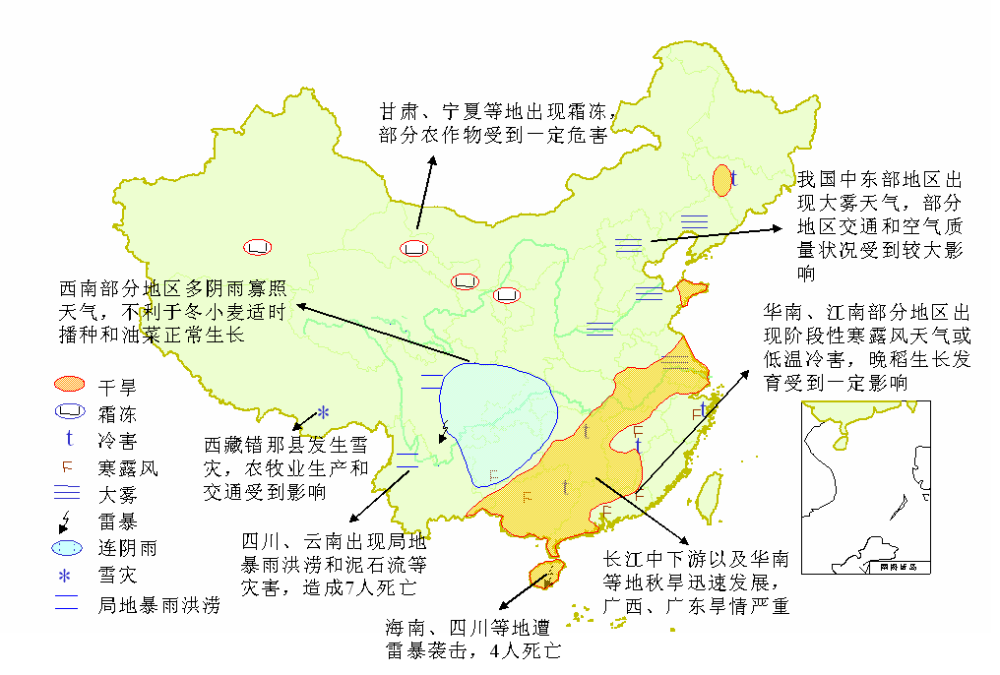 甘肃、宁夏等地出现霜冻，
部分农作物受到一定危害
我国中东部地区出
现大雾天气，部分
地区交通和空气质
量状况受到较大影
响
西南部分地区多阴雨寡照
天气，不利于冬小麦适时
播种和油菜正常生长
华南、江南部分地区出
现阶段性寒露风天气或
低温冷害，晚稻生长发
育受到一定影响
干旱
霜冻
冷害
寒露风
大雾
雷暴
连阴雨
雪灾
局地暴雨洪涝
西藏错那县发生雪
灾，农牧业生产和
交通受到影响
四川、云南出现局地
暴雨洪涝和泥石流等
灾害，造成7人死亡
长江中下游以及华南
等地秋旱迅速发展，
广西、广东旱情严重
海南、四川等地遭
雷暴袭击，4人死亡
南海诸岛